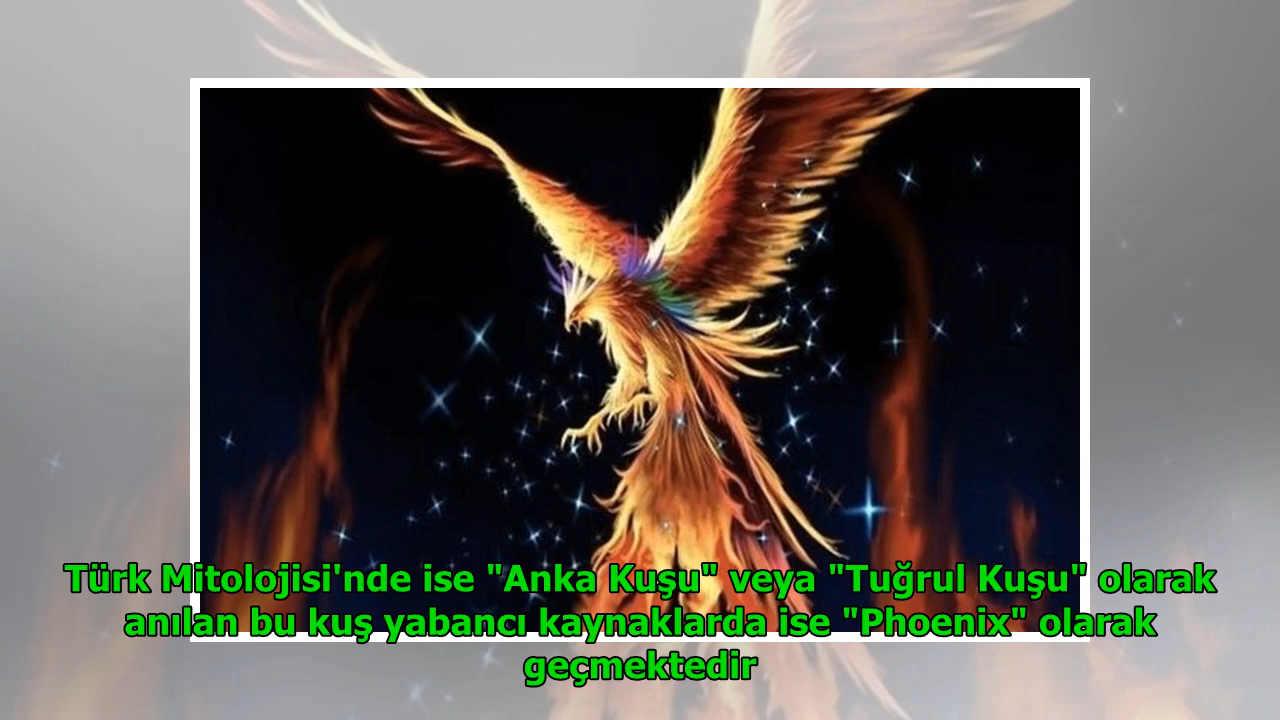 Türk Mitolojisi'nde ise "Anka Kuşu" veya "Tuğrul Kuşu" olarak
anılan bu kuş yabancı kaynaklarda ise "Phoenix" olarak
geçmektedir